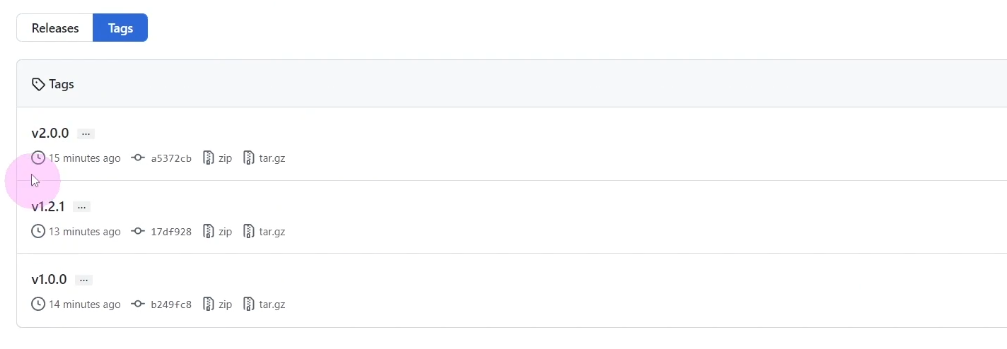 Releases Tags
Tags
v2.0.0 ...
15 minutes ago a5372cb zip tar.gz
v1.2.1 ...
13 minutes ago 17df928 zip tar.gz
v1.0.0 ...
14 minutes ago b249fc8 zip tar.gz